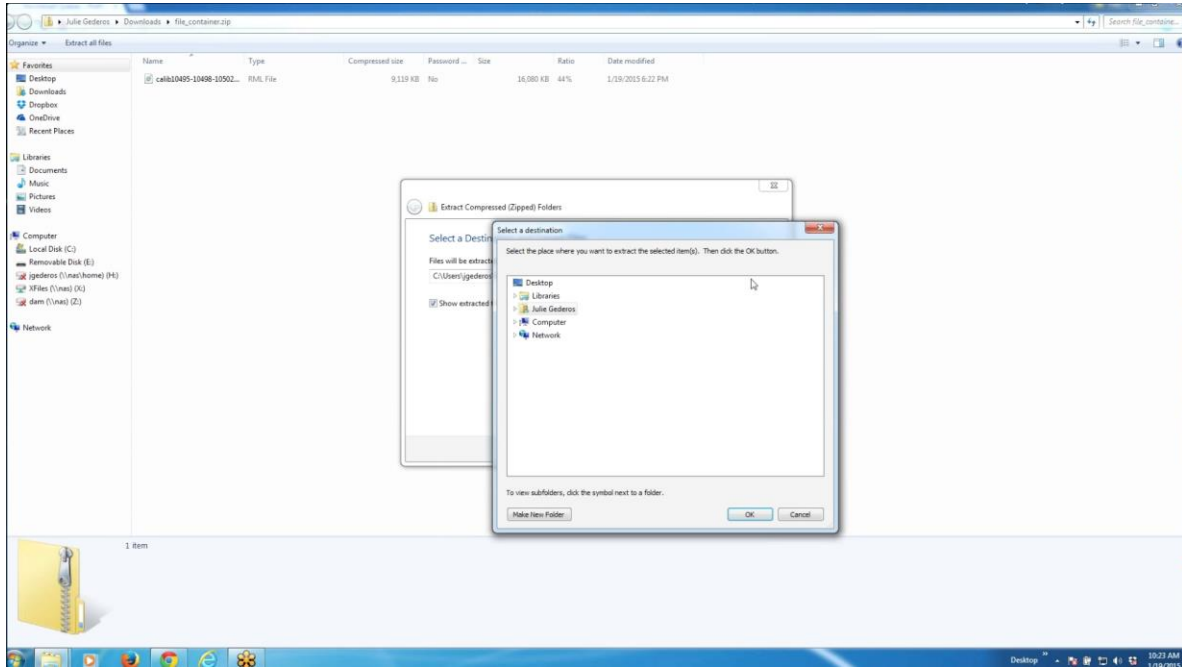 Julie Gederos ▸ Downloads ▸ file_container.zip
Search file_containe...
Organize Extract all files
Name Type Compressed size Password ... Size Ratio Date modified
calib10495-10498-10502... RML File 9,119 KB No 16,080 KB 44% 1/19/2015 6:22 PM
Favorites
Desktop
Downloads
Dropbox
OneDrive
Recent Places
Libraries
Documents
Music
Pictures
Videos
Computer
Local Disk (C:)
Removable Disk (E:)
jgederos (\\nas\home) (H:)
XFiles (\\nas) (X:)
dam (\\nas) (Z:)
Network
Extract Compressed (Zipped) Folders
Select a Destin
Files will be extracte
C:\Users\jgederos
Show extracted
Select a destination
Select the place where you want to extract the selected item(s). Then click the OK button.
Desktop
Libraries
Julie Gederos
Computer
Network
To view subfolders, click the symbol next to a folder.
Make New Folder OK Cancel
1 item
Desktop 10:23 AM
1/19/2015